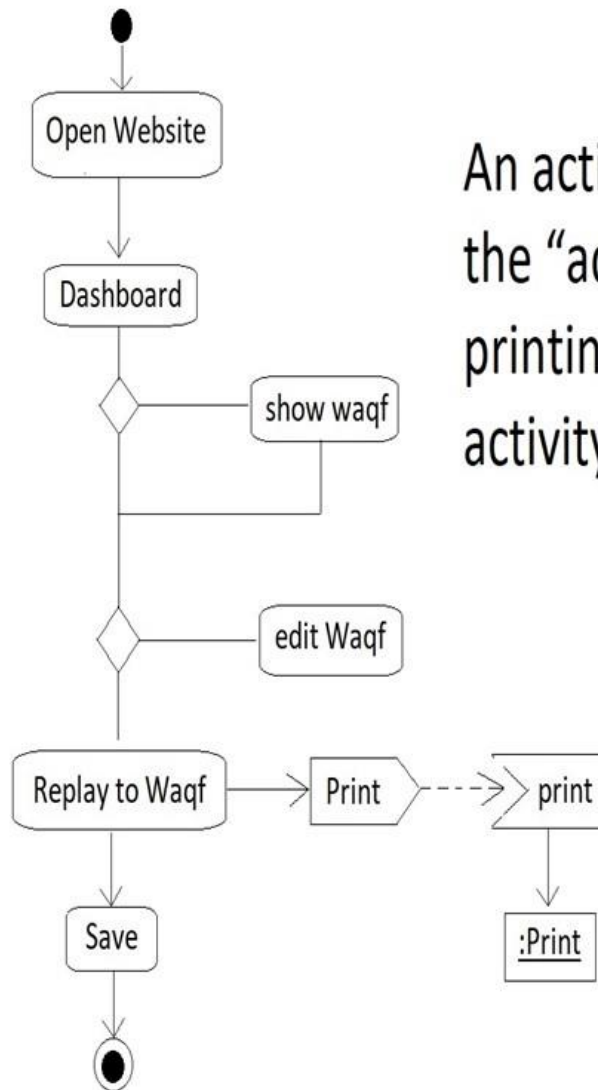 Open Website
Dashboard
show waqf
edit Waqf
Replay to Waqf
Print
print
Save
:Print
An acti
the “a
printin
activity